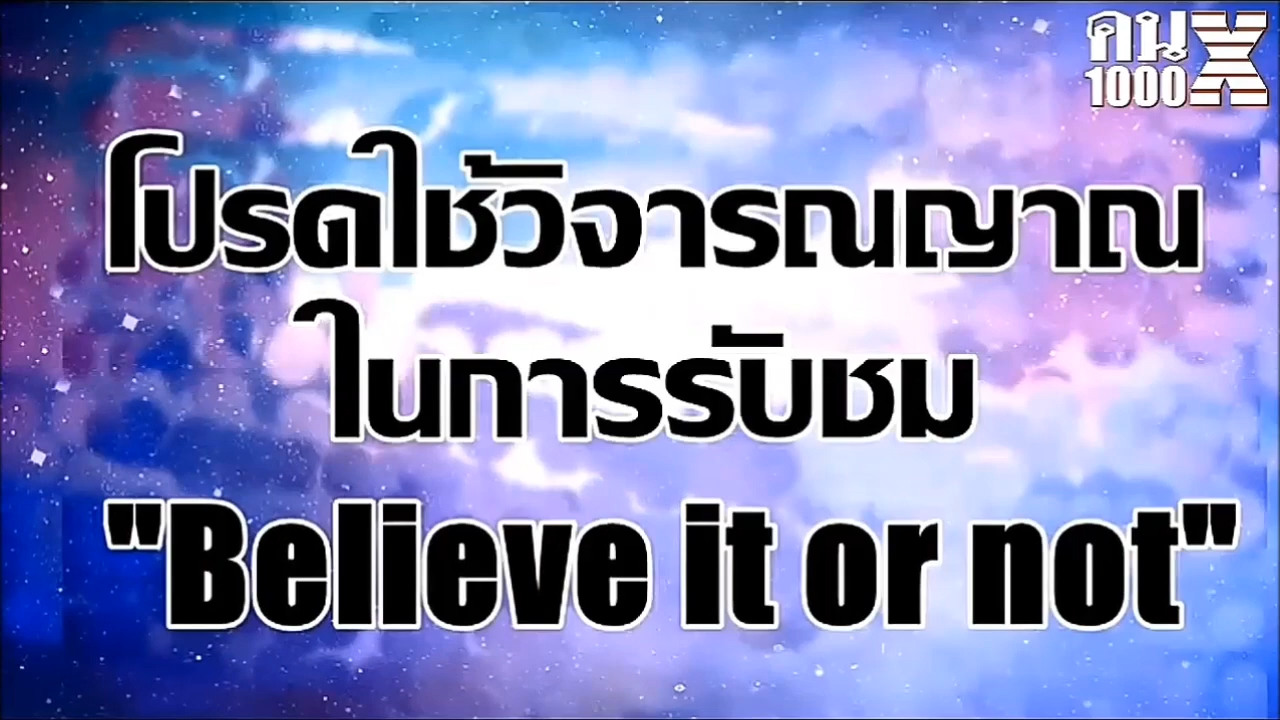 คน
1000 X
โปรดใช้วิจารณญาณ
ในการรับชม
"Believe it or not"